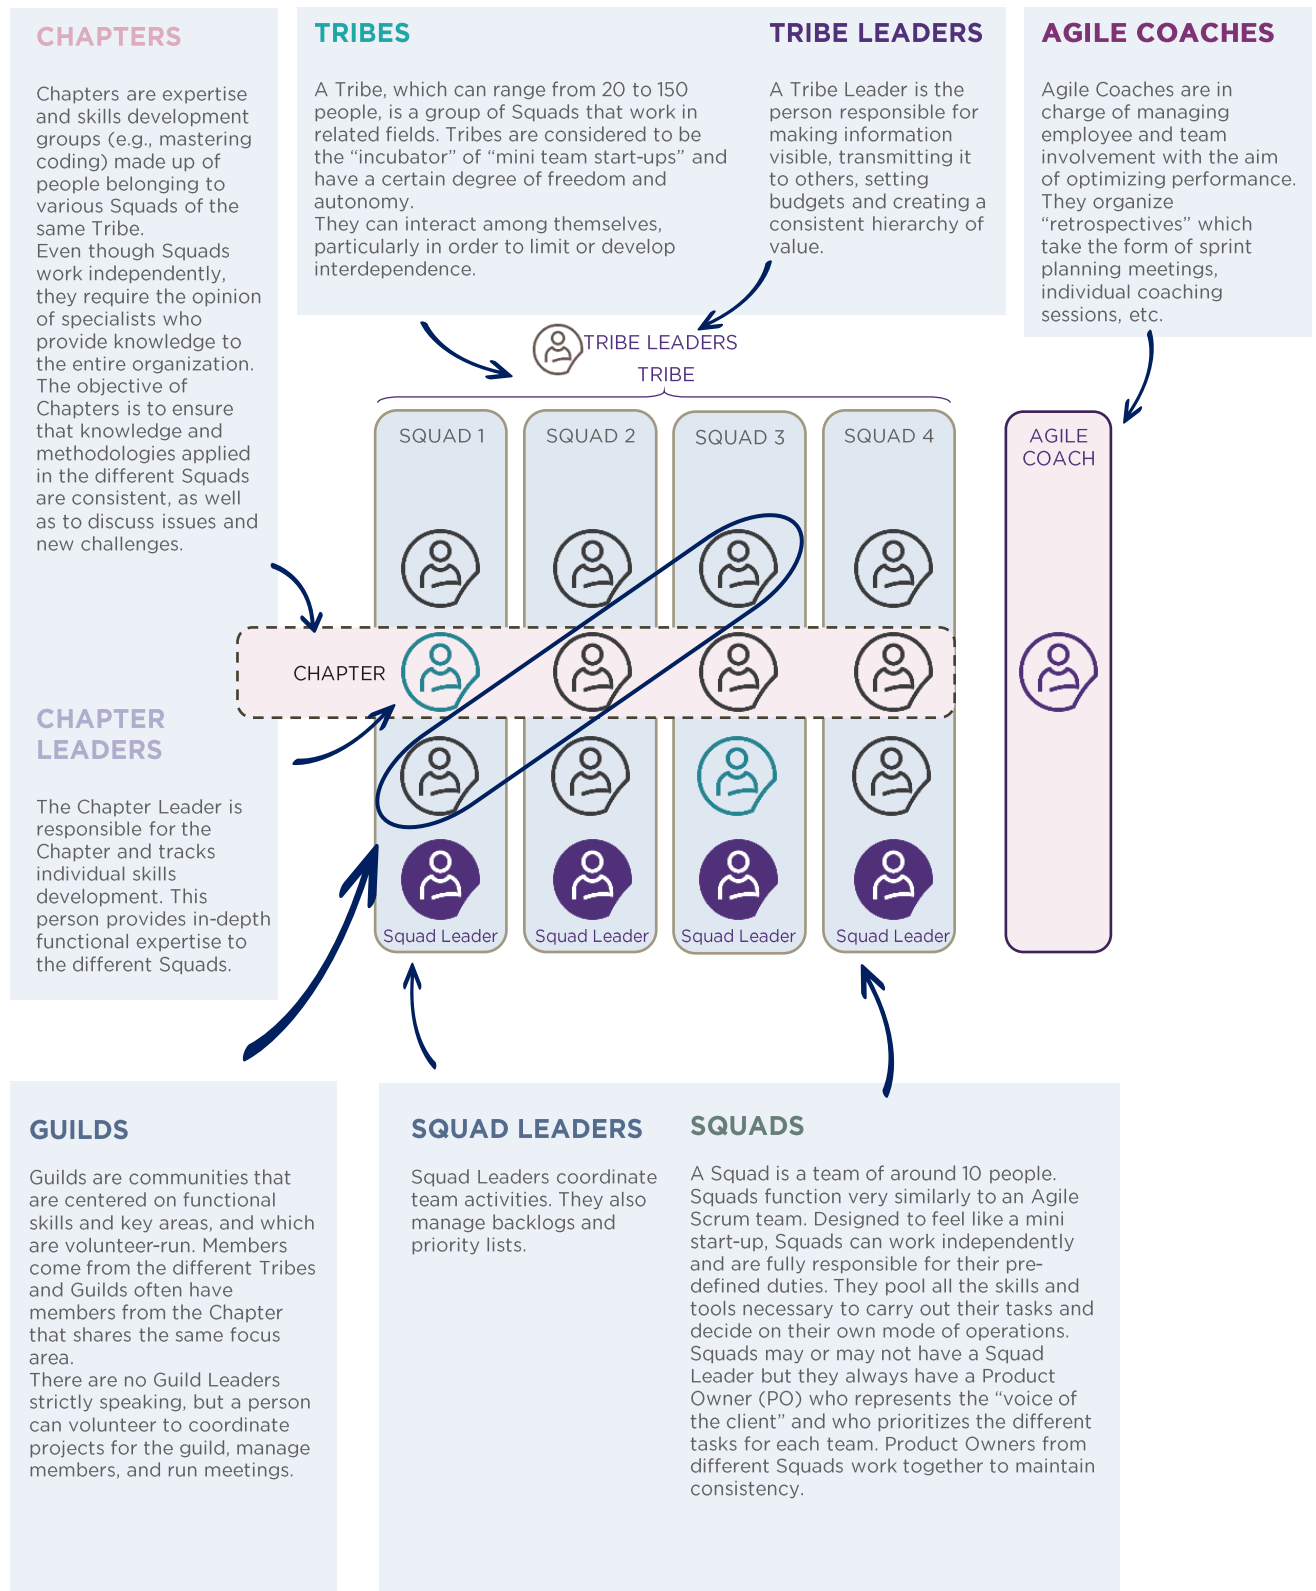 CHAPTERS
Chapters are expertise
and skills development
groups (e.g., mastering
coding) made up of
people belonging to
various Squads of the
same Tribe.
Even though Squads
work independently,
they require the opinion
of specialists who
provide knowledge to
the entire organization.
The objective of
Chapters is to ensure
that knowledge and
methodologies applied
in the different Squads
are consistent, as well
as to discuss issues and
new challenges.
TRIBES
A Tribe, which can range from 20 to 150
people, is a group of Squads that work in
related fields. Tribes are considered to be
the “incubator” of “mini team start-ups” and
have a certain degree of freedom and
autonomy.
They can interact among themselves,
particularly in order to limit or develop
interdependence.
TRIBE LEADERS
A Tribe Leader is the
person responsible for
making information
visible, transmitting it
to others, setting
budgets and creating a
consistent hierarchy of
value.
AGILE COACHES
Agile Coaches are in
charge of managing
employee and team
involvement with the aim
of optimizing performance.
They organize
“retrospectives” which
take the form of sprint
planning meetings,
individual coaching
sessions, etc.
TRIBE LEADERS
TRIBE
SQUAD 1
SQUAD 2
SQUAD 3
SQUAD 4
AGILE
COACH
CHAPTER
Squad Leader
Squad Leader
Squad Leader
Squad Leader
CHAPTER
LEADERS
The Chapter Leader is
responsible for the
Chapter and tracks
individual skills
development. This
person provides in-depth
functional expertise to
the different Squads.
GUILDS
Guilds are communities that
are centered on functional
skills and key areas, and which
are volunteer-run. Members
come from the different Tribes
and Guilds often have
members from the Chapter
that shares the same focus
area.
There are no Guild Leaders
strictly speaking, but a person
can volunteer to coordinate
projects for the guild, manage
members, and run meetings.
SQUAD LEADERS
Squad Leaders coordinate
team activities. They also
manage backlogs and
priority lists.
SQUADS
A Squad is a team of around 10 people.
Squads function very similarly to an Agile
Scrum team. Designed to feel like a mini
start-up, Squads can work independently
and are fully responsible for their pre-
defined duties. They pool all the skills and
tools necessary to carry out their tasks and
decide on their own mode of operations.
Squads may or may not have a Squad
Leader but they always have a Product
Owner (PO) who represents the “voice of
the client” and who prioritizes the different
tasks for each team. Product Owners from
different Squads work together to maintain
consistency.